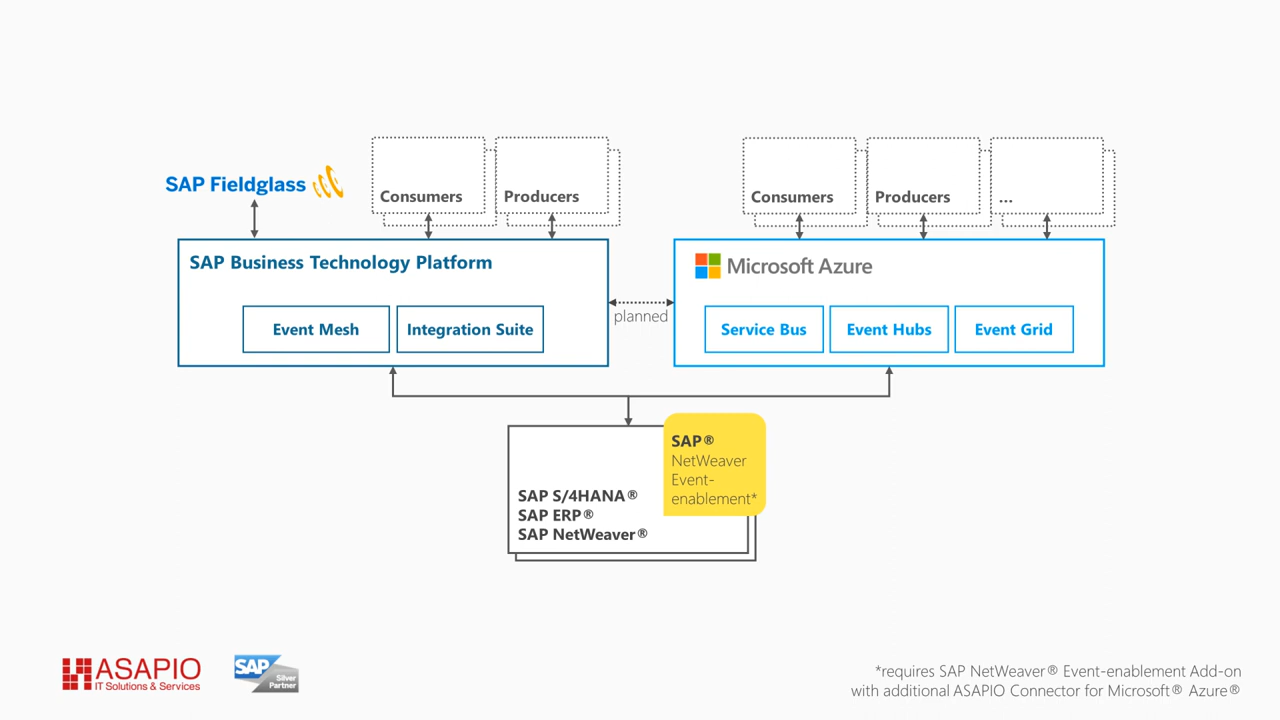 SAP Fieldglass
Consumers
Producers
Consumers
Producers
...
SAP Business Technology Platform
Microsoft Azure
planned
Event Mesh
Integration Suite
Service Bus
Event Hubs
Event Grid
SAP®
NetWeaver
Event-
enablement*
SAP S/4HANA®
SAP ERP®
SAP NetWeaver®
ASAPIO
IT Solutions & Services
SAP
Silver
Partner
*requires SAP NetWeaver® Event-enablement Add-on
with additional ASAPIO Connector for Microsoft® Azure®